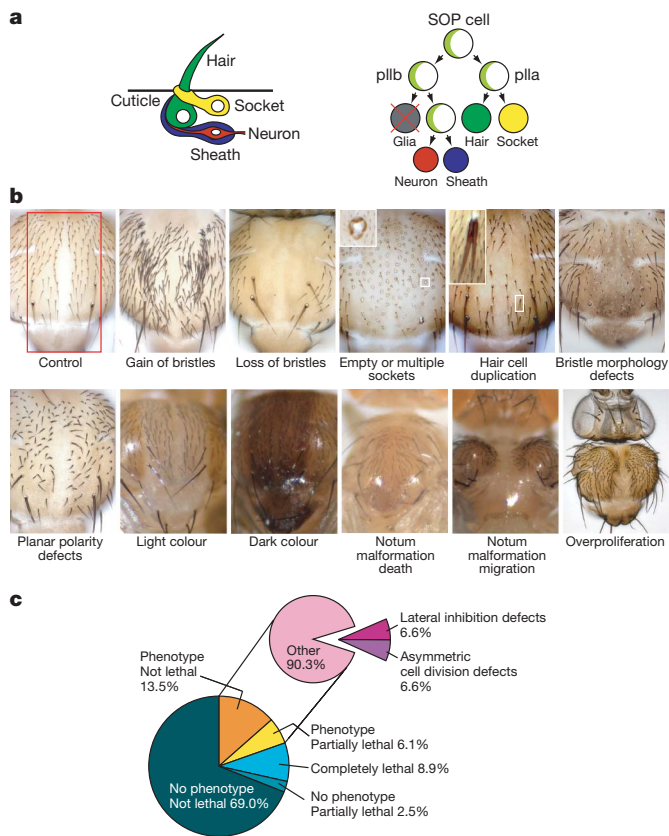 a
Hair
Cuticle
Socket
Neuron
Sheath
SOP cell
pIIb
pIIa
Glia
Hair
Socket
Neuron
Sheath
b
Control
Gain of bristles
Loss of bristles
Empty or multiple
sockets
Hair cell
duplication
Bristle morphology
defects
Planar polarity
defects
Light colour
Dark colour
Notum
malformation
death
Notum
malformation
migration
Overproliferation
c
Other
90.3%
Lateral inhibition defects
6.6%
Asymmetric
cell division defects
6.6%
Phenotype
Not lethal
13.5%
Phenotype
Partially lethal 6.1%
Completely lethal 8.9%
No phenotype
Partially lethal 2.5%
No phenotype
Not lethal 69.0%